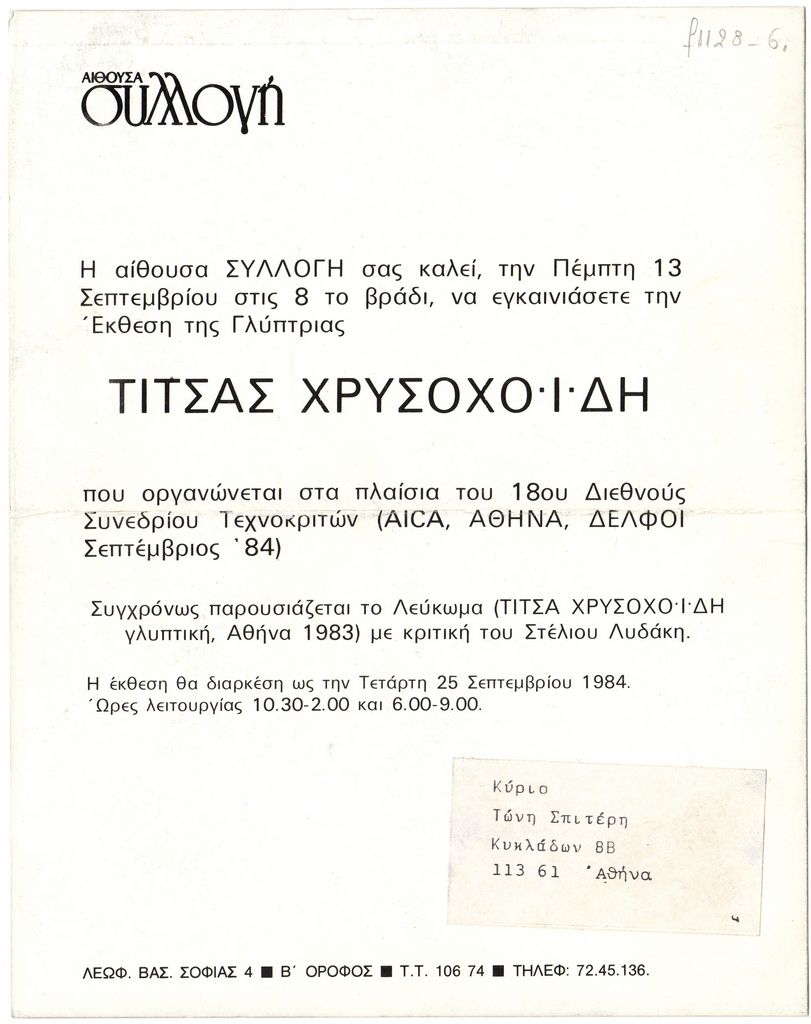 f1128-6.
ΑΙΘΟΥΣΑ
συλλογή
Η αίθουσα ΣΥΛΛΟΓΗ σας καλεί, την Πέμπτη 13
Σεπτεμβρίου στις 8 το βράδι, να εγκαινιάσετε την
Έκθεση της Γλύπτριας
ΤΙΤΣΑΣ ΧΡΥΣΟΧΟ·Ι·ΔΗ
που οργανώνεται στα πλαίσια του 18ου Διεθνούς
Συνεδρίου Τεχνοκριτών (AICA, ΑΘΗΝΑ, ΔΕΛΦΟΙ
Σεπτέμβριος '84)
Συγχρόνως παρουσιάζεται το Λεύκωμα (ΤΙΤΣΑ ΧΡΥΣΟΧΟ·Ι·ΔΗ
γλυπτική, Αθήνα 1983) με κριτική του Στέλιου Λυδάκη.
Η έκθεση θα διαρκέση ως την Τετάρτη 25 Σεπτεμβρίου 1984.
Ώρες λειτουργίας 10.30-2.00 και 6.00-9.00.
Κύριο
Τώνη Σπιτέρη
Κυκλάδων 8Β
113 61 Ἀθήνα
ΛΕΩΦ. ΒΑΣ. ΣΟΦΙΑΣ 4 ■ Β΄ ΟΡΟΦΟΣ ■ Τ.Τ. 106 74 ■ ΤΗΛΕΦ: 72.45.136.